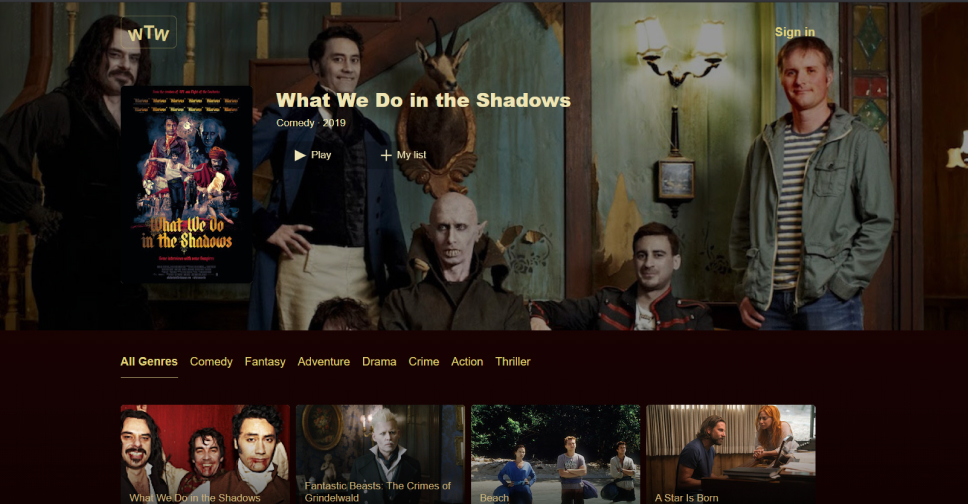 WTW
Sign in
What We Do in the Shadows
Comedy · 2019
Play
My list
What We Do
in the Shadows
All Genres Comedy Fantasy Adventure Drama Crime Action Thriller
What We Do in the Shadows
Fantastic Beasts: The Crimes of
Grindelwald
Beach
A Star Is Born